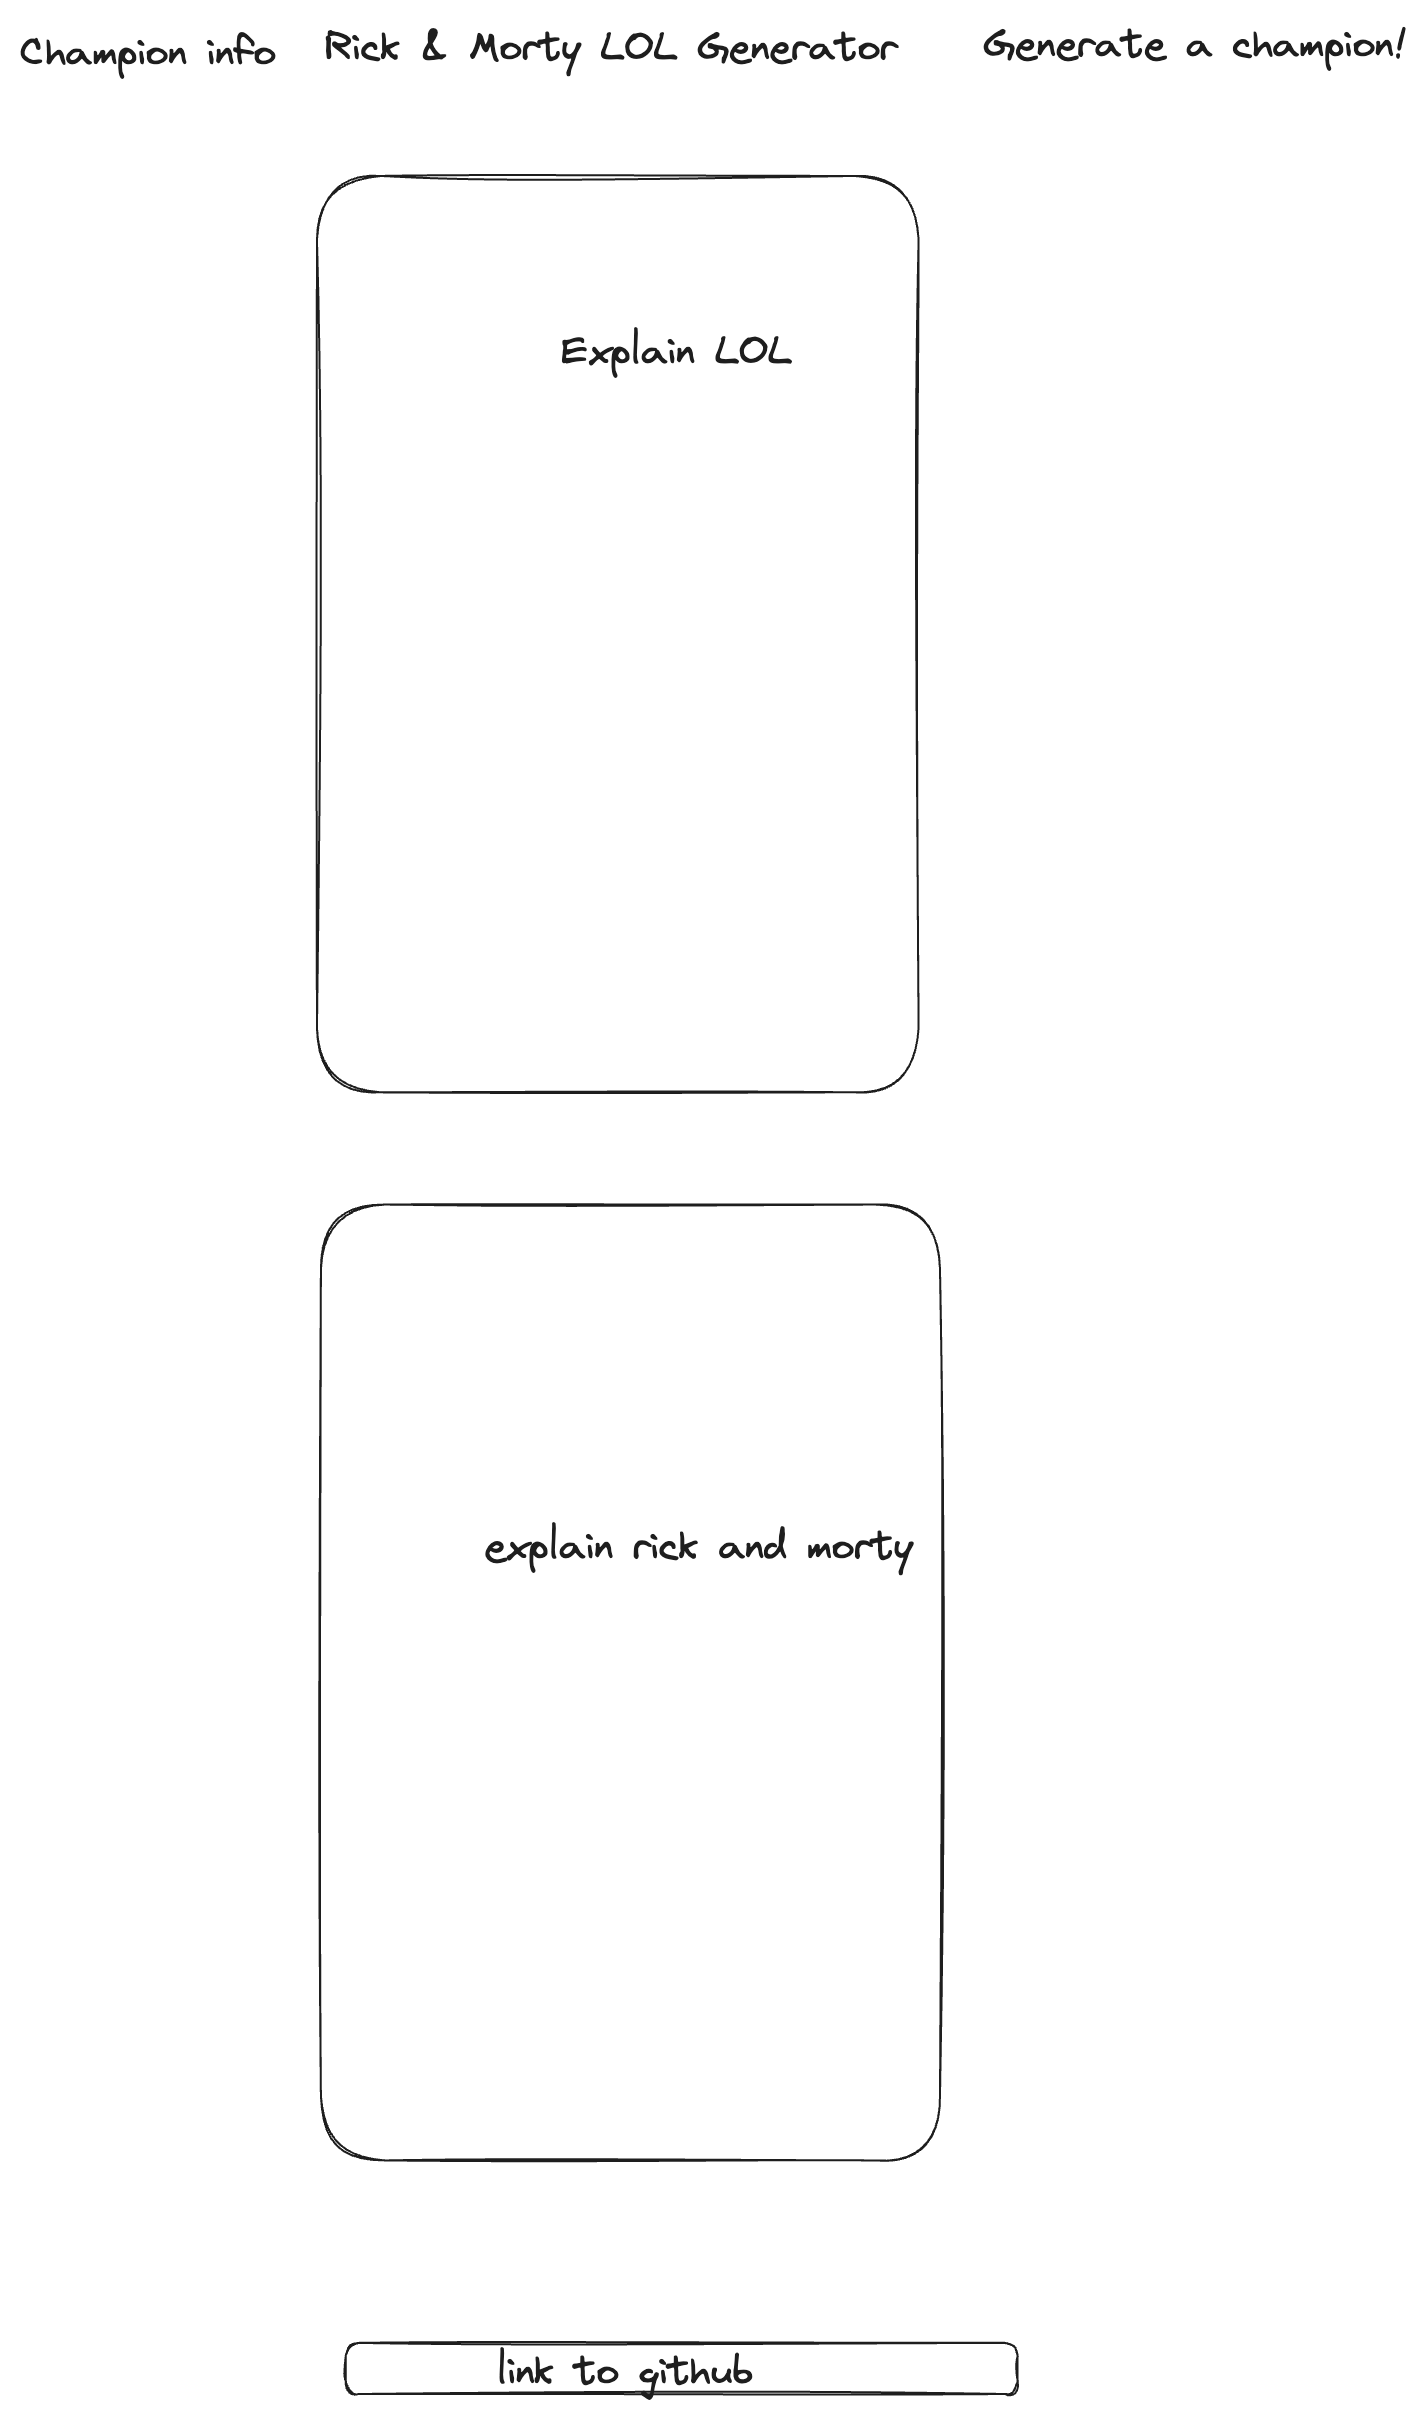 Champion info Rick & Morty LOL Generator Generate a champion!
Explain LOL
explain rick and morty
link to github